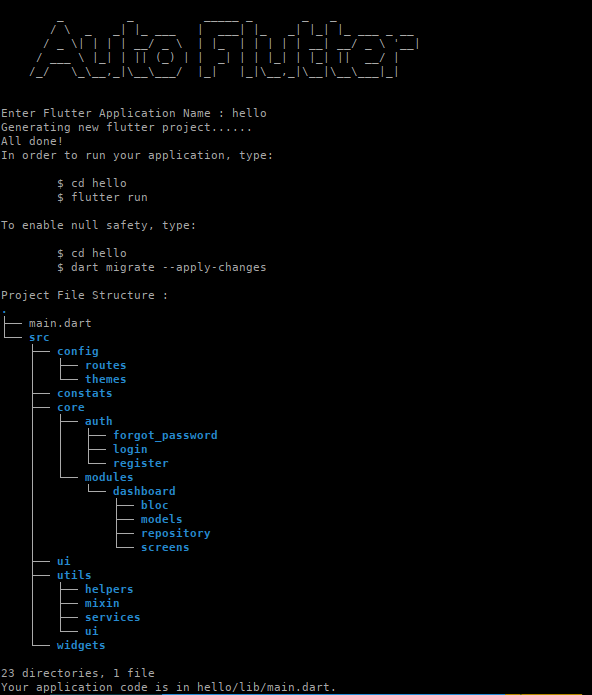 Auto Flutter
Enter Flutter Application Name : hello
Generating new flutter project......
All done!
In order to run your application, type:
$ cd hello
$ flutter run
To enable null safety, type:
$ cd hello
$ dart migrate --apply-changes
Project File Structure :
.
├── main.dart
└── src
    ├── config
    │   ├── routes
    │   └── themes
    ├── constats
    ├── core
    │   ├── auth
    │   │   ├── forgot_password
    │   │   ├── login
    │   │   └── register
    │   └── modules
    │       └── dashboard
    │           ├── bloc
    │           ├── models
    │           ├── repository
    │           └── screens
    ├── ui
    ├── utils
    │   ├── helpers
    │   ├── mixin
    │   ├── services
    │   └── ui
    └── widgets
23 directories, 1 file
Your application code is in hello/lib/main.dart.